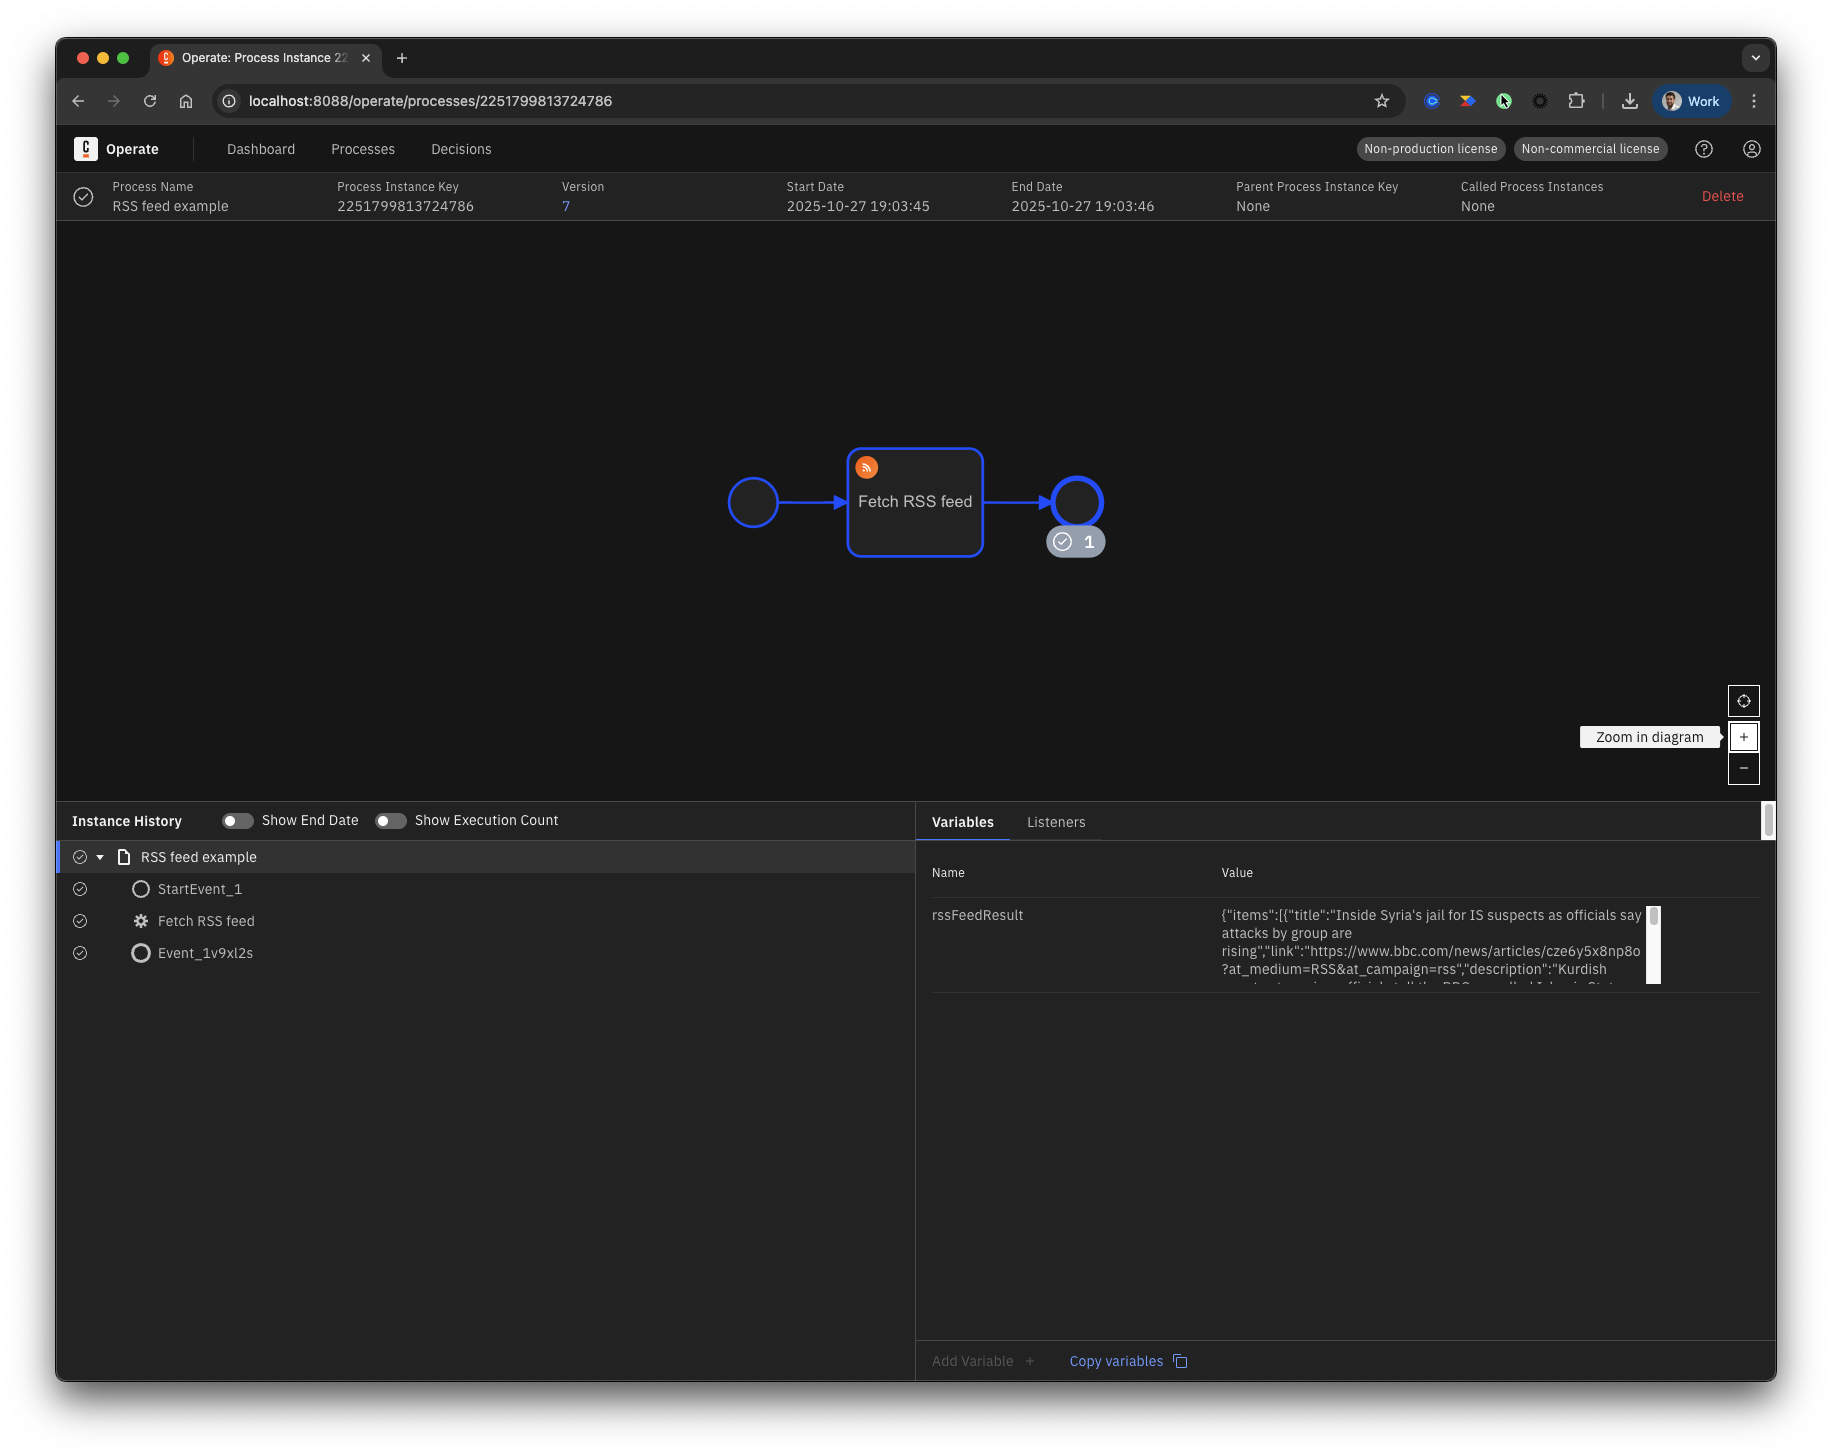 Operate: Process Instance 22
localhost:8088/operate/processes/2251799813724786
Work
Operate
Dashboard
Processes
Decisions
Non-production license
Non-commercial license
Process Name
RSS feed example
Process Instance Key
2251799813724786
Version
7
Start Date
2025-10-27 19:03:45
End Date
2025-10-27 19:03:46
Parent Process Instance Key
None
Called Process Instances
None
Delete
Fetch RSS feed
1
Zoom in diagram
Instance History
Show End Date
Show Execution Count
RSS feed example
StartEvent_1
Fetch RSS feed
Event_1v9xl2s
Variables
Listeners
Name
Value
rssFeedResult
{"items":[{"title":"Inside Syria's jail for IS suspects as officials say
attacks by group are
rising","link":"https://www.bbc.com/news/articles/cze6y5x8np8o
?at_medium=RSS&at_campaign=rss","description":"Kurdish
Add Variable +
Copy variables